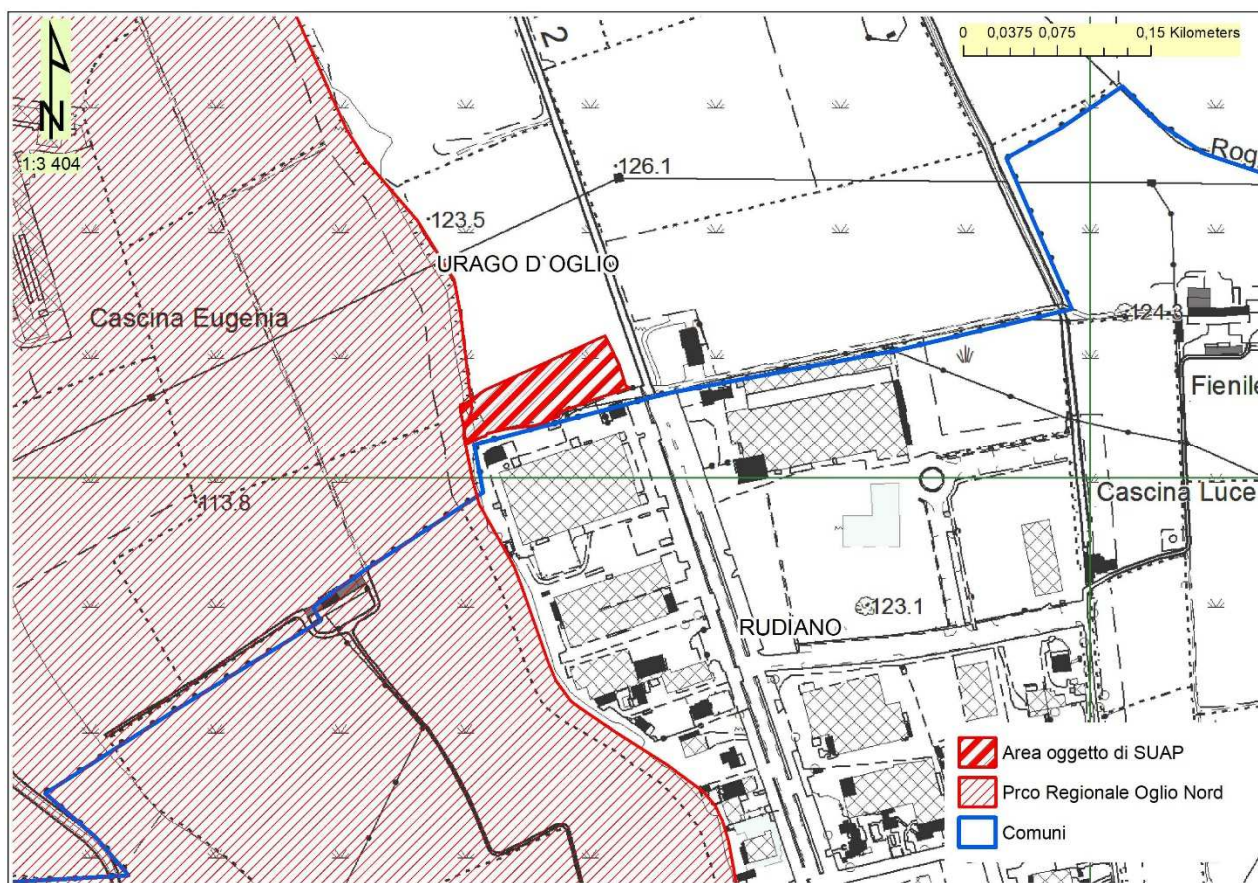 2
0 0,0375 0,075 0,15 Kilometers
N
1:3 404
Rog
126.1
123.5
URAGO D`OGLIO
Cascina Eugenia
124.3
Fienile
113.8
Cascina Luce
123.1
RUDIANO
Area oggetto di SUAP
Prco Regionale Oglio Nord
Comuni